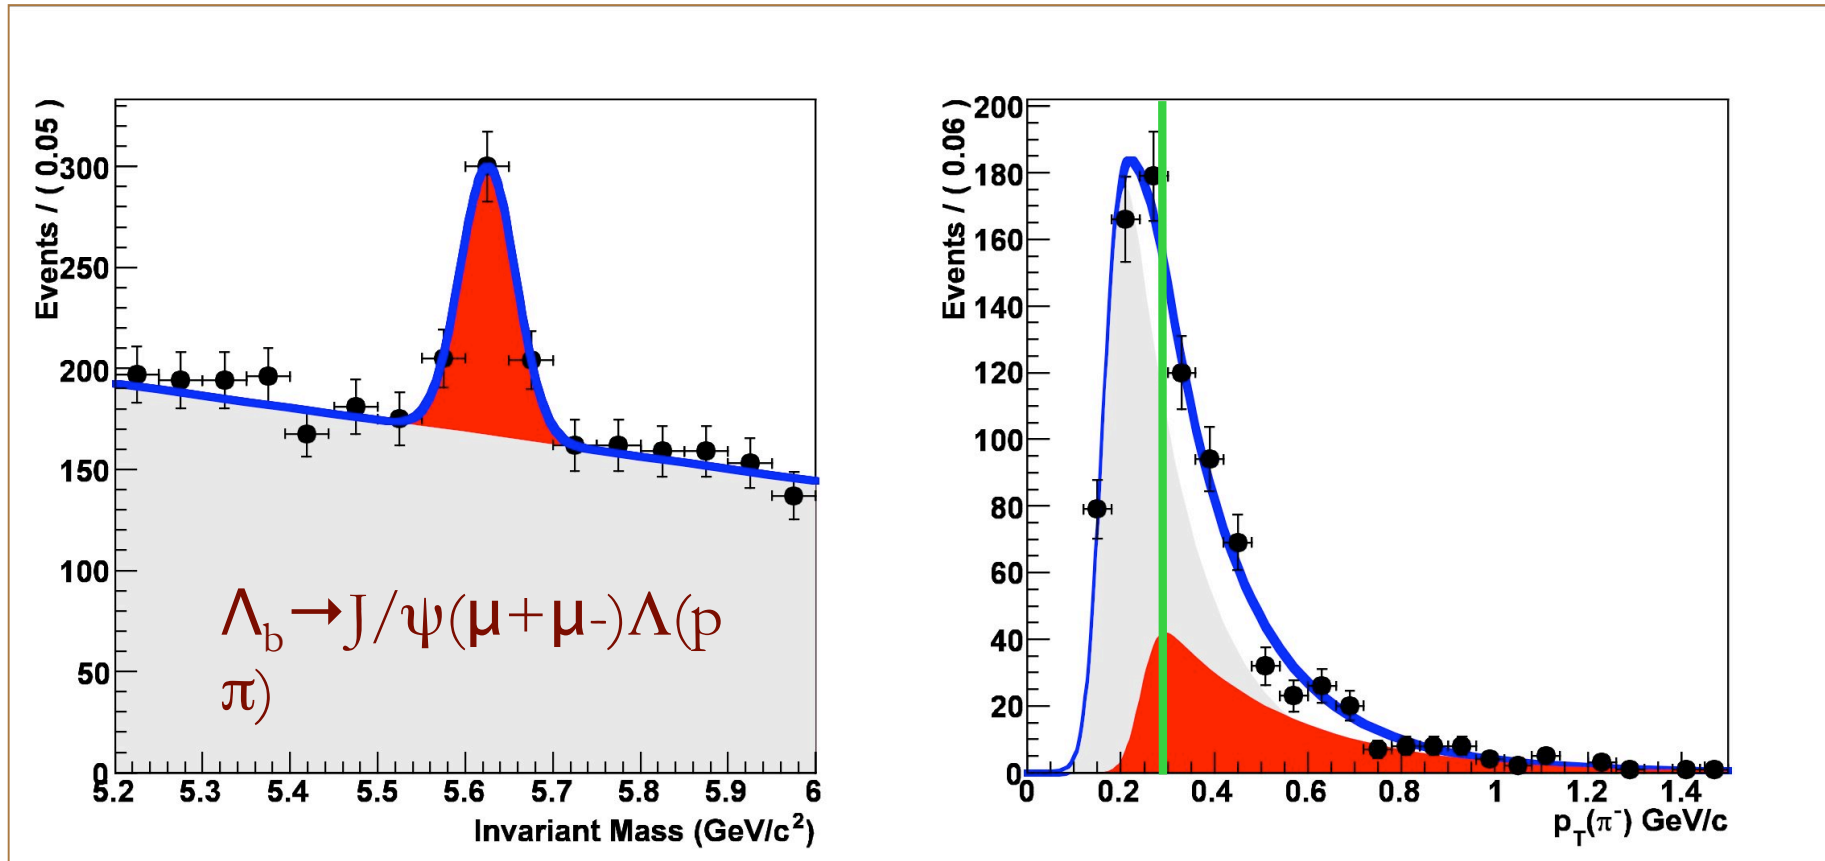 Events / ( 0.05 )
300
250
200
150
100
50
0
5.2 5.3 5.4 5.5 5.6 5.7 5.8 5.9 6
Invariant Mass (GeV/c²)
Λb→J/ψ(μ+μ-)Λ(p
π)
Events / ( 0.06 )
200
180
160
140
120
100
80
60
40
20
0
0 0.2 0.4 0.6 0.8 1 1.2 1.4
pT(π⁻) GeV/c